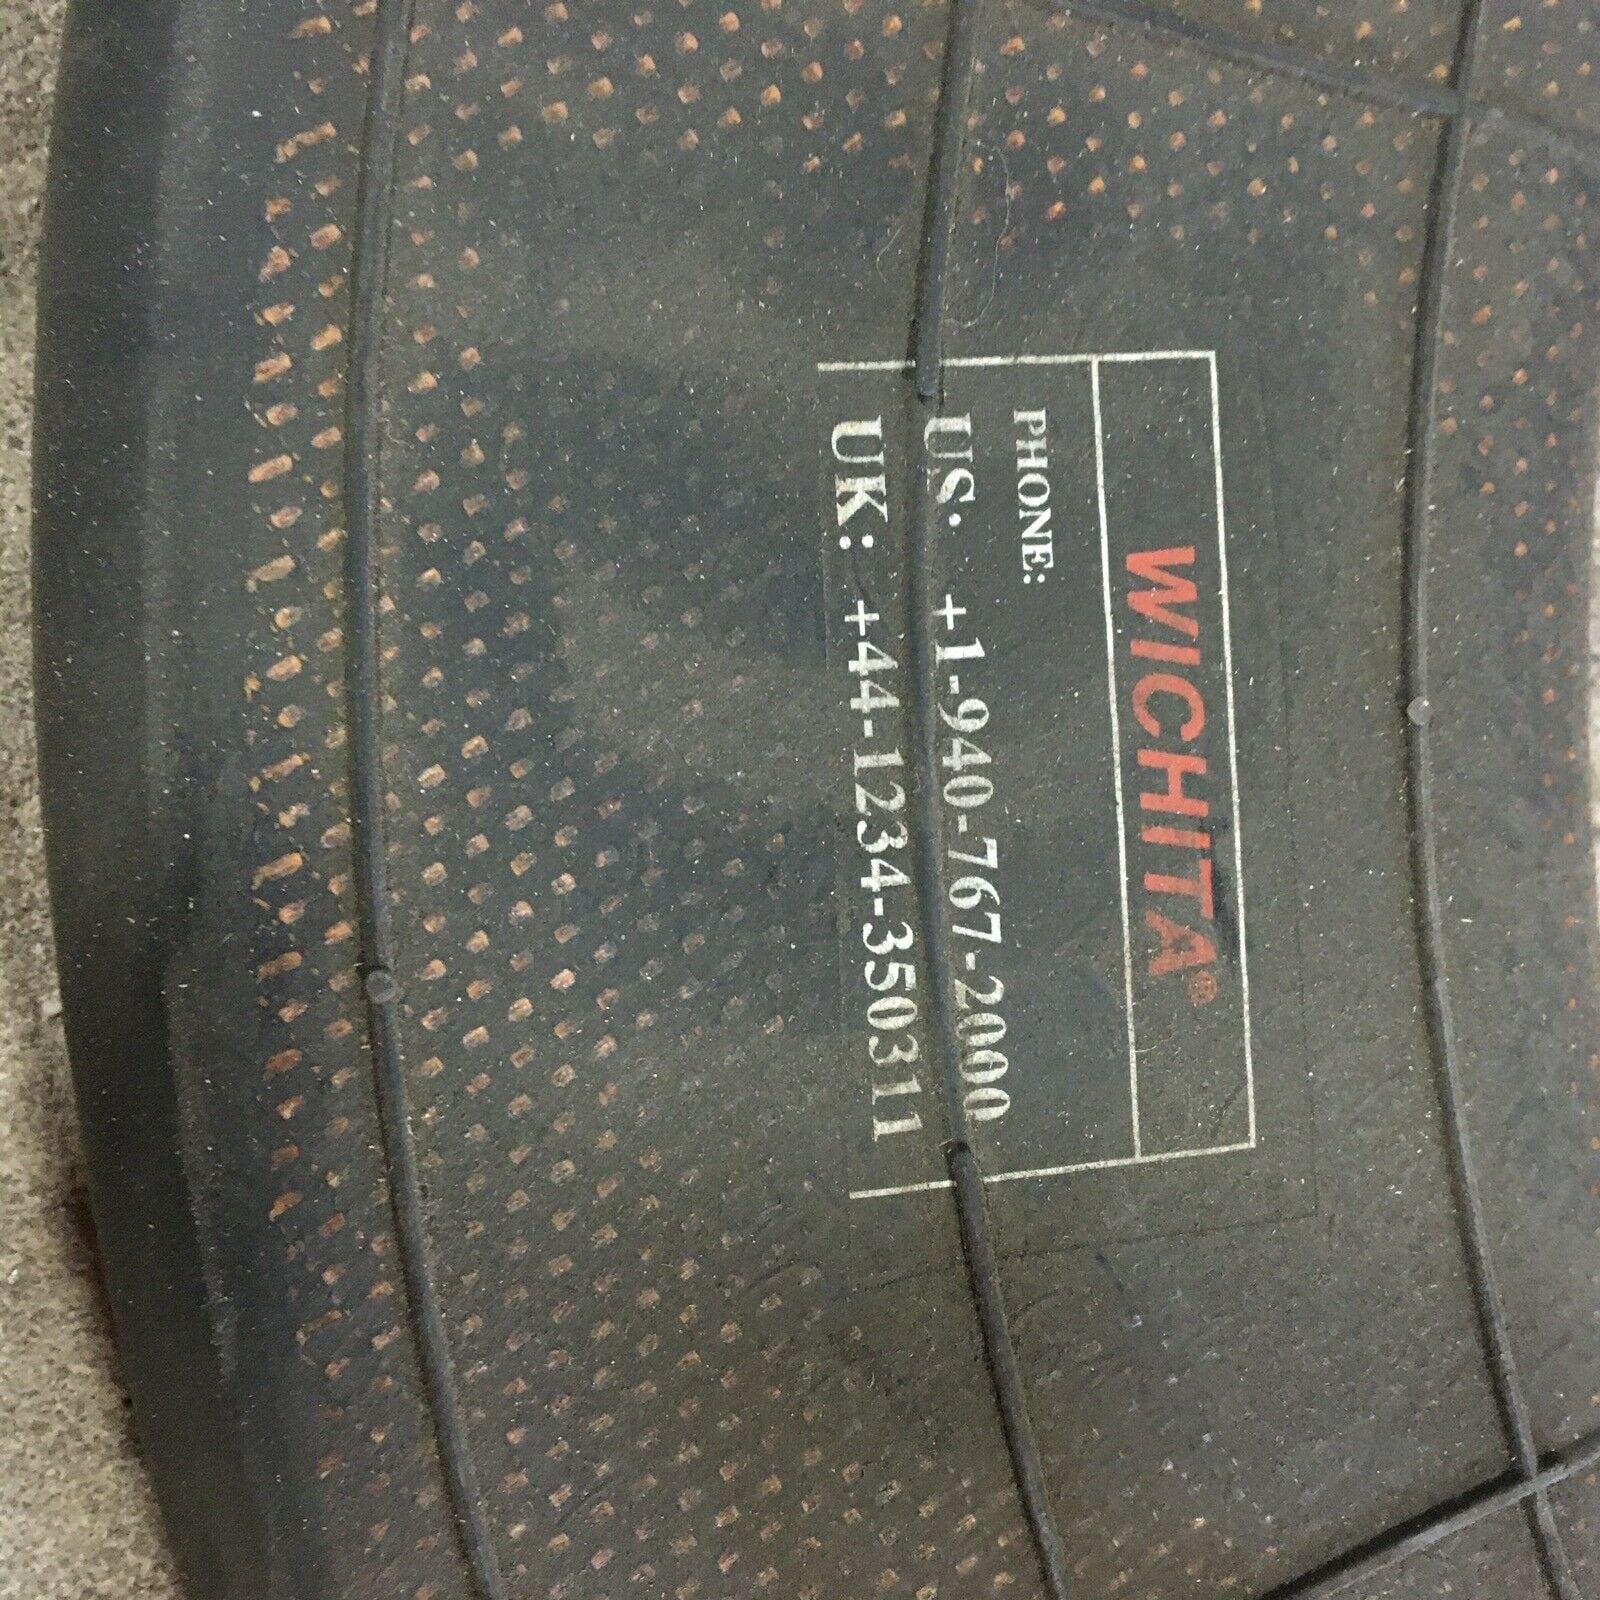 WICHITA®
PHONE:
US. +1-940-767-2000
UK: +44-1234-350311